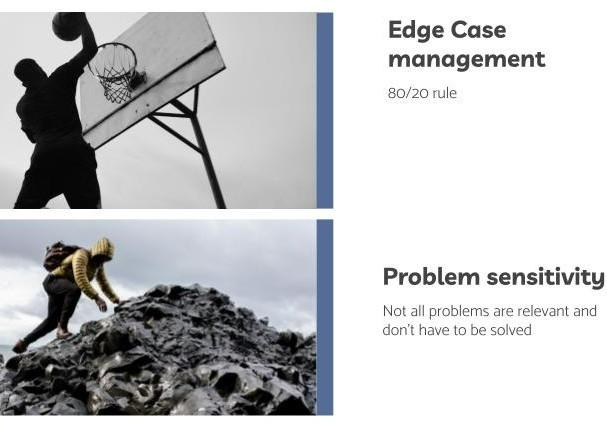 Edge Case
management
80/20 rule
Problem sensitivity
Not all problems are relevant and
don't have to be solved